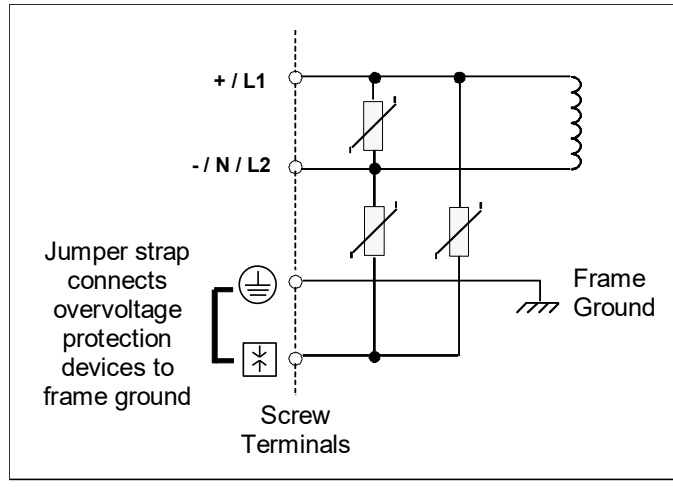 + / L1
- / N / L2
Jumper strap
connects
overvoltage
protection
devices to
frame ground
Frame
Ground
Screw
Terminals